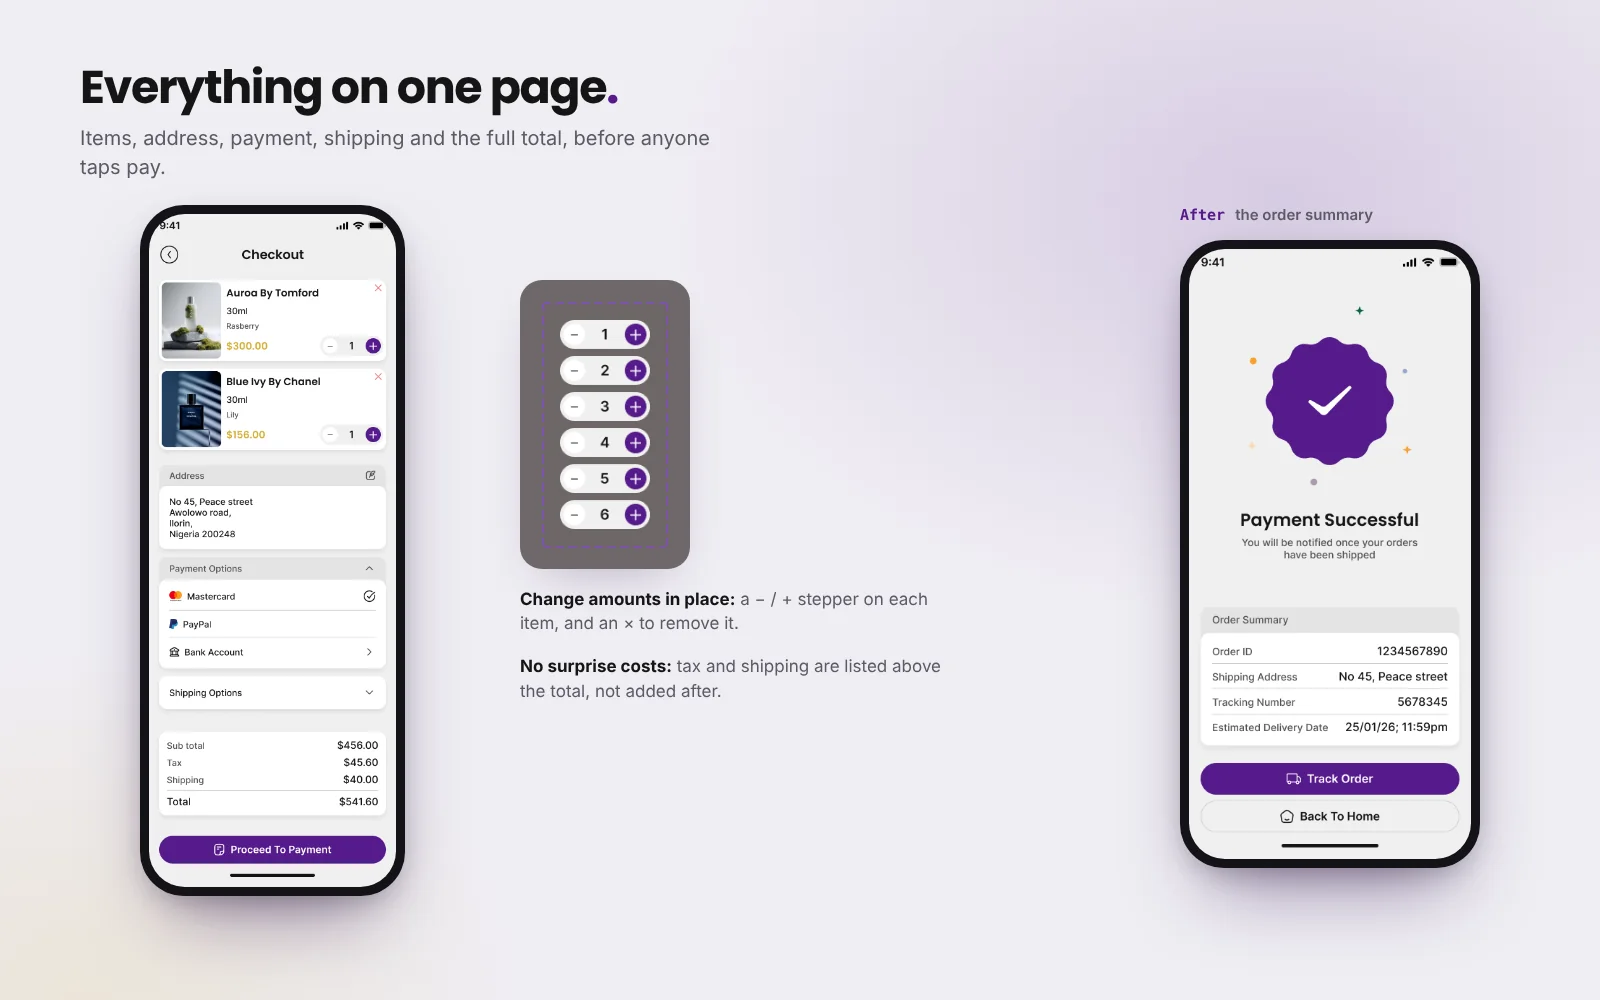 Everything on one page.
Items, address, payment, shipping and the full total, before anyone
taps pay.
9:41
Checkout
Auroa By Tomford
30ml
Rasberry
$300.00
− 1 +
Blue Ivy By Chanel
30ml
Lily
$156.00
− 1 +
Address
No 45, Peace street
Awolowo road,
Ilorin,
Nigeria 200248
Payment Options
Mastercard
PayPal
Bank Account
Shipping Options
Sub total $456.00
Tax $45.60
Shipping $40.00
Total $541.60
Proceed To Payment
− 1 +
− 2 +
− 3 +
− 4 +
− 5 +
− 6 +
Change amounts in place: a − / + stepper on each
item, and an × to remove it.
No surprise costs: tax and shipping are listed above
the total, not added after.
After the order summary
9:41
Payment Successful
You will be notified once your orders
have been shipped
Order Summary
Order ID 1234567890
Shipping Address No 45, Peace street
Tracking Number 5678345
Estimated Delivery Date 25/01/26; 11:59pm
Track Order
Back To Home